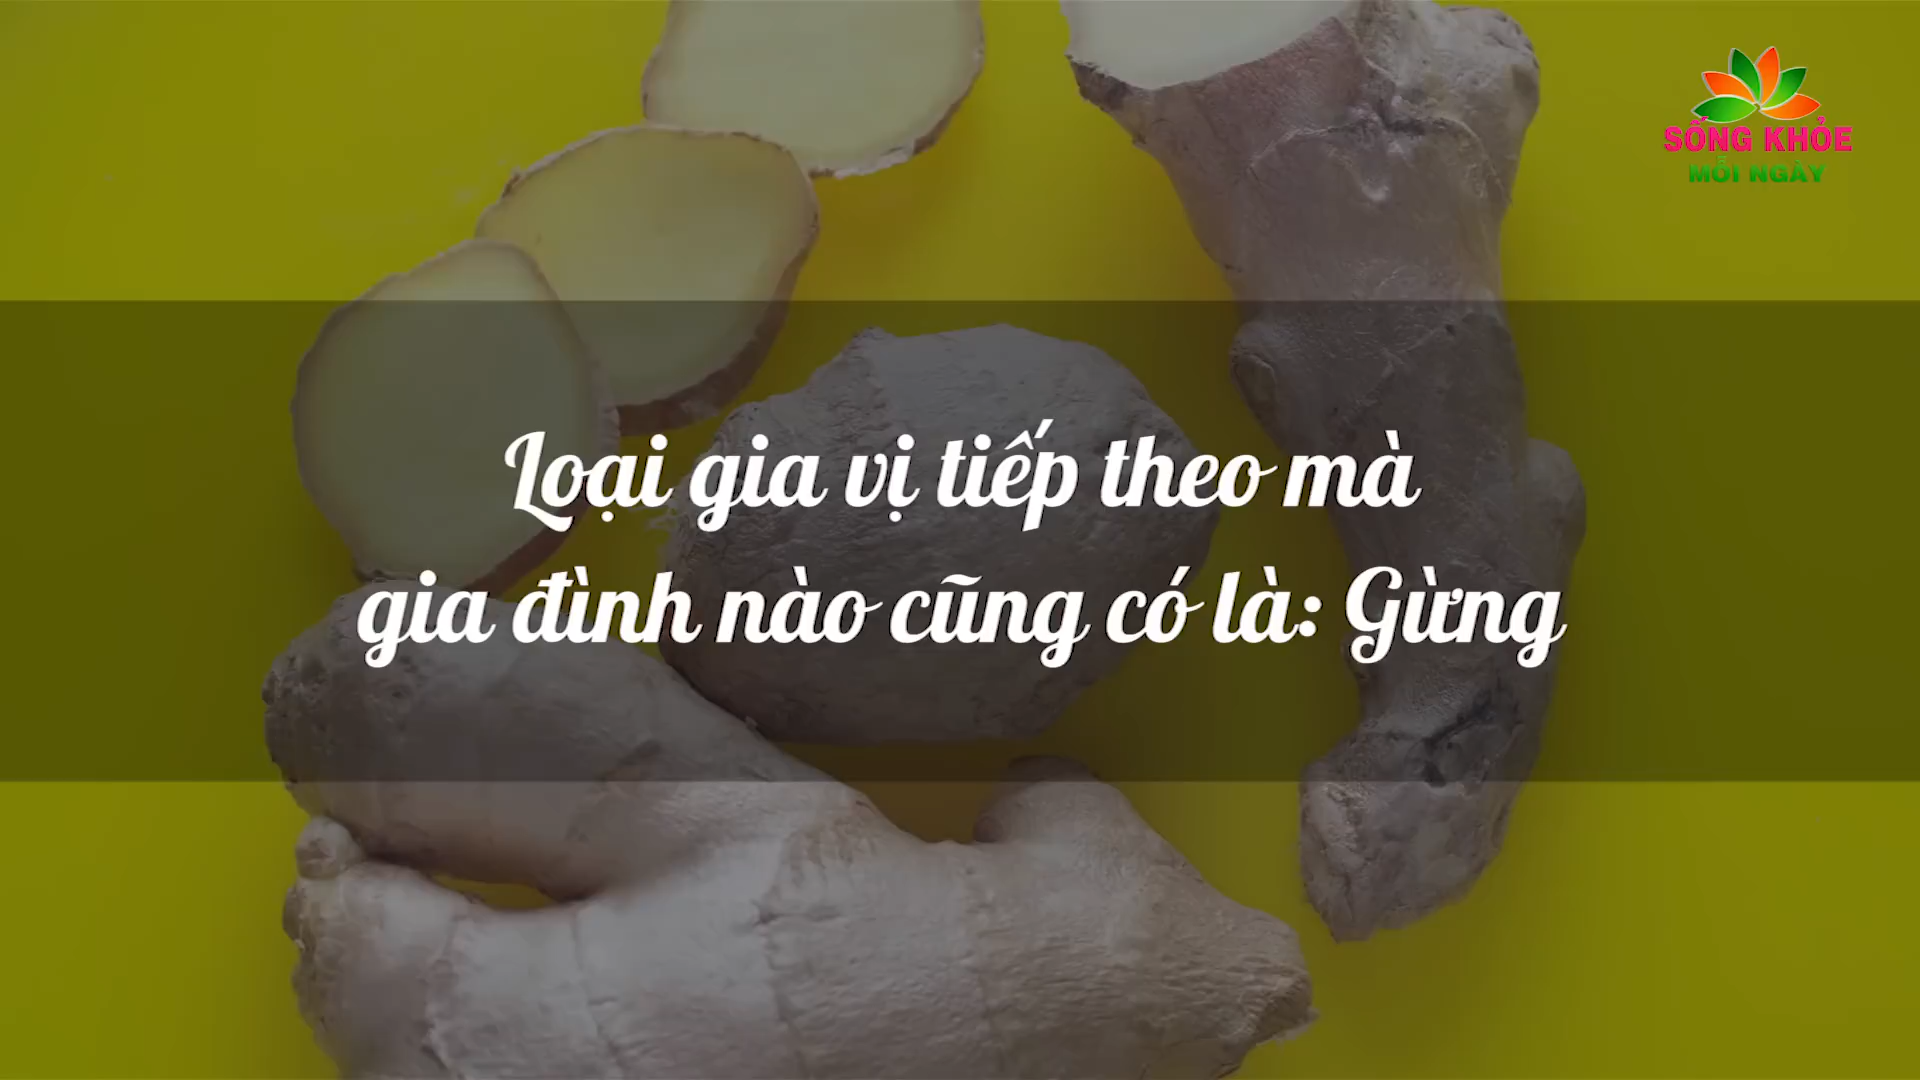 SỐNG KHỎE
MỖI NGÀY
Loại gia vị tiếp theo mà
gia đình nào cũng có là: Gừng